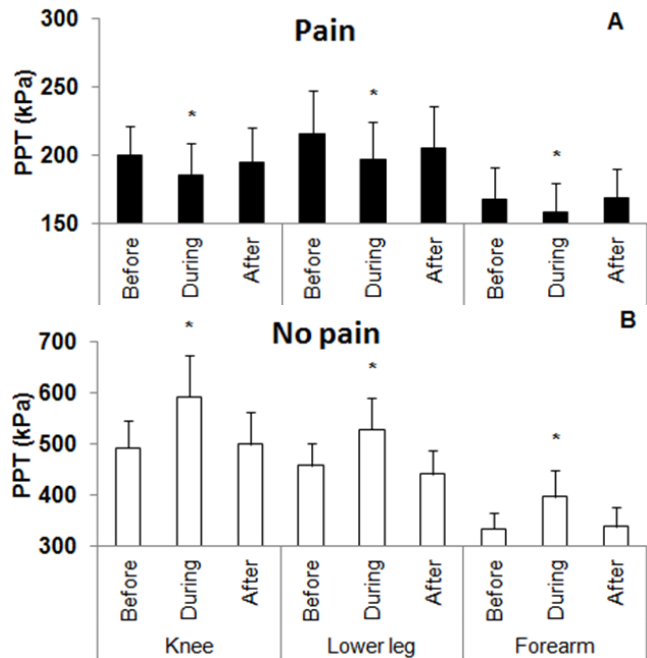 A
Pain
PPT (kPa)
300
250
200
150
*
*
*
Before
During
After
Before
During
After
Before
During
After
B
No pain
PPT (kPa)
700
600
500
400
300
*
*
*
Before
During
After
Before
During
After
Before
During
After
Knee
Lower leg
Forearm